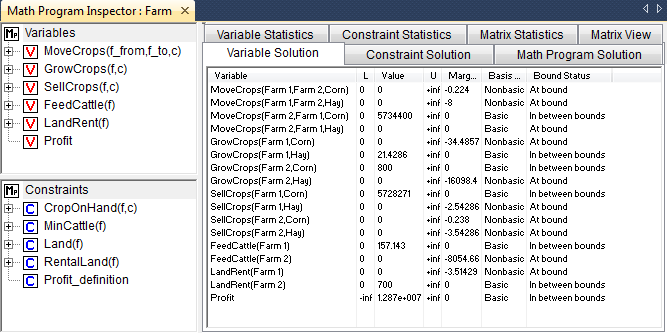 Math Program Inspector : Farm
Variables
MoveCrops(f_from,f_to,c)
GrowCrops(f,c)
SellCrops(f,c)
FeedCattle(f)
LandRent(f)
Profit
Constraints
CropOnHand(f,c)
MinCattle(f)
Land(f)
RentalLand(f)
Profit_definition
Variable Statistics Constraint Statistics Matrix Statistics Matrix View
Variable Solution Constraint Solution Math Program Solution
Variable L Value U Marg... Basis ... Bound Status
MoveCrops(Farm 1,Farm 2,Corn) 0 0 +inf -0.224 Nonbasic At bound
MoveCrops(Farm 1,Farm 2,Hay) 0 0 +inf -8 Nonbasic At bound
MoveCrops(Farm 2,Farm 1,Corn) 0 5734400 +inf 0 Basic In between bounds
MoveCrops(Farm 2,Farm 1,Hay) 0 0 +inf 0 Basic At bound
GrowCrops(Farm 1,Corn) 0 0 +inf -34.4857 Nonbasic At bound
GrowCrops(Farm 1,Hay) 0 21.4286 +inf 0 Basic In between bounds
GrowCrops(Farm 2,Corn) 0 800 +inf 0 Basic In between bounds
GrowCrops(Farm 2,Hay) 0 0 +inf -16098.4 Nonbasic At bound
SellCrops(Farm 1,Corn) 0 5728271 +inf 0 Basic In between bounds
SellCrops(Farm 1,Hay) 0 0 +inf -2.54286 Nonbasic At bound
SellCrops(Farm 2,Corn) 0 0 +inf -0.238 Nonbasic At bound
SellCrops(Farm 2,Hay) 0 0 +inf -3.54286 Nonbasic At bound
FeedCattle(Farm 1) 0 157.143 +inf 0 Basic In between bounds
FeedCattle(Farm 2) 0 0 +inf -8054.66 Nonbasic At bound
LandRent(Farm 1) 0 0 +inf -3.51429 Nonbasic At bound
LandRent(Farm 2) 0 700 +inf 0 Basic In between bounds
Profit -inf 1.287e+007 +inf 0 Basic In between bounds